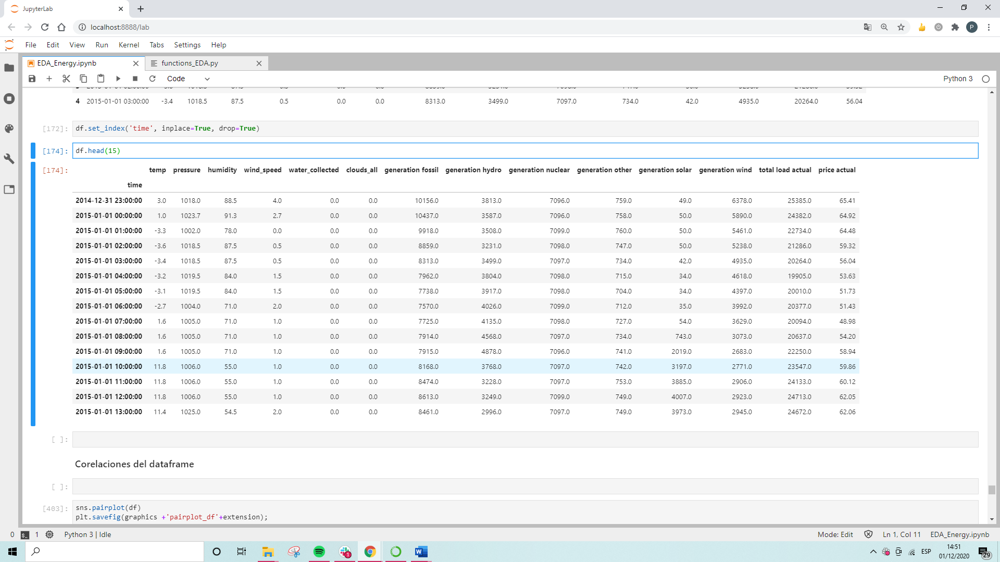 JupyterLab
localhost:8888/lab
P
File Edit View Run Kernel Tabs Settings Help
EDA_Energy.ipynb functions_EDA.py
Code Python 3
4 2015-01-01 03:00:00 -3.4 1018.5 87.5 0.5 0.0 0.0 8313.0 3499.0 7097.0 734.0 42.0 4935.0 20264.0 56.04
[172]: df.set_index('time', inplace=True, drop=True)
[174]: df.head(15)
[174]: temp pressure humidity wind_speed water_collected clouds_all generation fossil generation hydro generation nuclear generation other generation solar generation wind total load actual price actual
time
2014-12-31 23:00:00 3.0 1018.0 88.5 4.0 0.0 0.0 10156.0 3813.0 7096.0 759.0 49.0 6378.0 25385.0 65.41
2015-01-01 00:00:00 1.0 1023.7 91.3 2.7 0.0 0.0 10437.0 3587.0 7096.0 758.0 50.0 5890.0 24382.0 64.92
2015-01-01 01:00:00 -3.3 1002.0 78.0 0.0 0.0 0.0 9918.0 3508.0 7099.0 760.0 50.0 5461.0 22734.0 64.48
2015-01-01 02:00:00 -3.6 1018.5 87.5 0.5 0.0 0.0 8859.0 3231.0 7098.0 747.0 50.0 5238.0 21286.0 59.32
2015-01-01 03:00:00 -3.4 1018.5 87.5 0.5 0.0 0.0 8313.0 3499.0 7097.0 734.0 42.0 4935.0 20264.0 56.04
2015-01-01 04:00:00 -3.2 1019.5 84.0 1.5 0.0 0.0 7962.0 3804.0 7098.0 715.0 34.0 4618.0 19905.0 53.63
2015-01-01 05:00:00 -3.1 1019.5 84.0 1.5 0.0 0.0 7738.0 3917.0 7098.0 704.0 34.0 4397.0 20010.0 51.73
2015-01-01 06:00:00 -2.7 1004.0 71.0 2.0 0.0 0.0 7570.0 4026.0 7099.0 712.0 35.0 3992.0 20377.0 51.43
2015-01-01 07:00:00 1.6 1005.0 71.0 1.0 0.0 0.0 7725.0 4135.0 7098.0 727.0 54.0 3629.0 20094.0 48.98
2015-01-01 08:00:00 1.6 1005.0 71.0 1.0 0.0 0.0 7914.0 4568.0 7097.0 734.0 743.0 3073.0 20637.0 54.20
2015-01-01 09:00:00 1.6 1005.0 71.0 1.0 0.0 0.0 7915.0 4878.0 7096.0 741.0 2019.0 2683.0 22250.0 58.94
2015-01-01 10:00:00 11.8 1006.0 55.0 1.0 0.0 0.0 8168.0 3768.0 7097.0 742.0 3197.0 2771.0 23547.0 59.86
2015-01-01 11:00:00 11.8 1006.0 55.0 1.0 0.0 0.0 8474.0 3228.0 7097.0 753.0 3885.0 2906.0 24133.0 60.12
2015-01-01 12:00:00 11.8 1006.0 55.0 1.0 0.0 0.0 8613.0 3249.0 7099.0 749.0 4007.0 2923.0 24713.0 62.05
2015-01-01 13:00:00 11.4 1025.0 54.5 2.0 0.0 0.0 8461.0 2996.0 7097.0 749.0 3973.0 2945.0 24672.0 62.06
[ ]:
Corelaciones del dataframe
[ ]:
[403]: sns.pairplot(df)
plt.savefig(graphics +'pairplot_df'+extension);
0 1 Python 3 | Idle Mode: Edit Ln 1, Col 11 EDA_Energy.ipynb
1 W ESP 14:51 29
01/12/2020